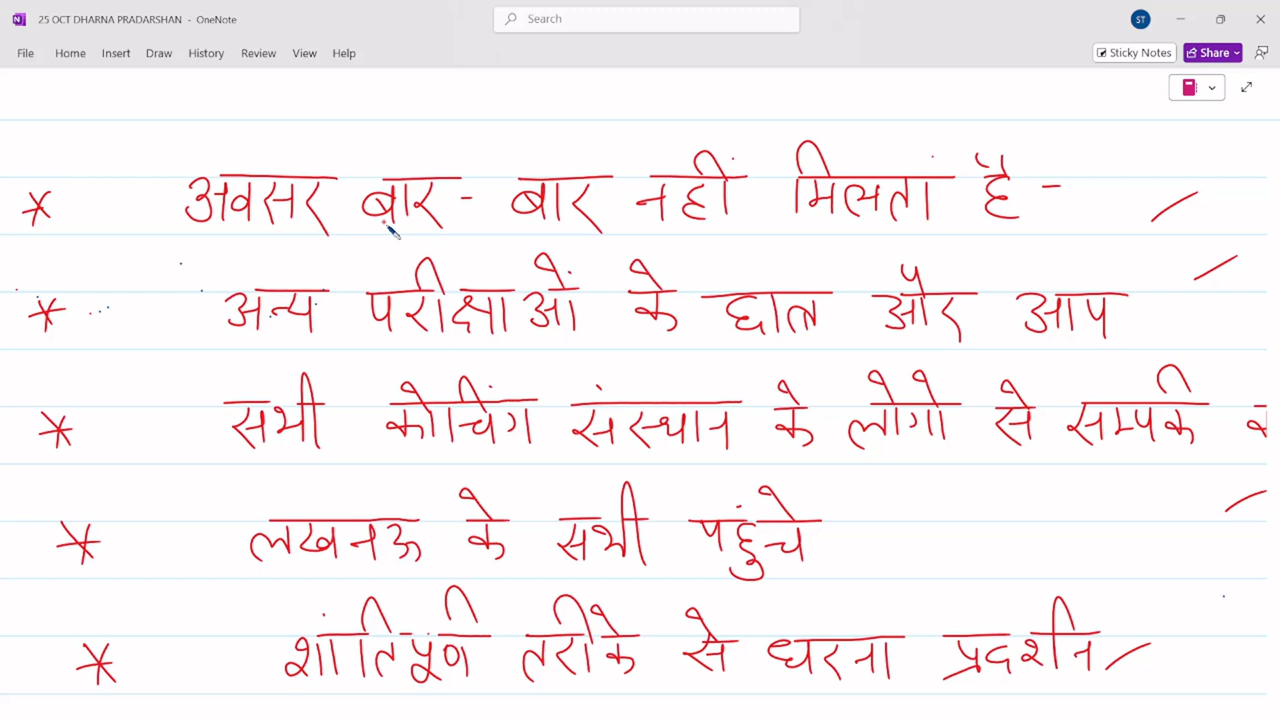 25 OCT DHARNA PRADARSHAN - OneNote
Search
ST
File Home Insert Draw History Review View Help
Sticky Notes Share
* अवसर बार - बार नहीं मिलता है -
* अन्य परीक्षाओं के छात्र और आप
* सभी कोचिंग संस्थान के लोगो से सम्पर्क
* लखनऊ के सभी पहुंचे
* शांतिपूर्ण तरीके से धरना प्रदर्शन